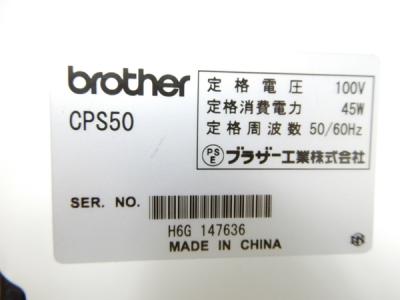 brother
CPS50
定格電圧 100V
定格消費電力 45W
定格周波数 50/60Hz
PS
E
ブラザー工業株式会社
SER. NO.
H6G 147636
MADE IN CHINA